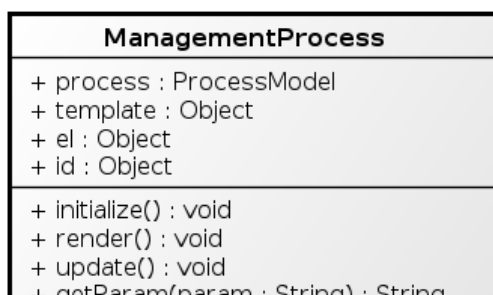 ManagementProcess
+ process : ProcessModel
+ template : Object
+ el : Object
+ id : Object
+ initialize() : void
+ render() : void
+ update() : void
+ getParam(param : String) : String